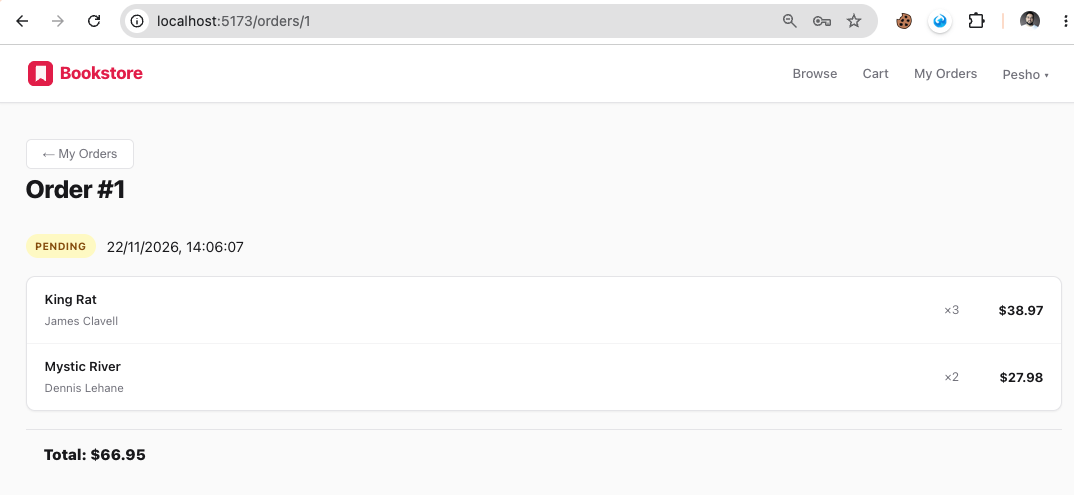 localhost:5173/orders/1
Bookstore
Browse Cart My Orders Pesho ▾
← My Orders
Order #1
PENDING 22/11/2026, 14:06:07
King Rat
James Clavell
×3 $38.97
Mystic River
Dennis Lehane
×2 $27.98
Total: $66.95